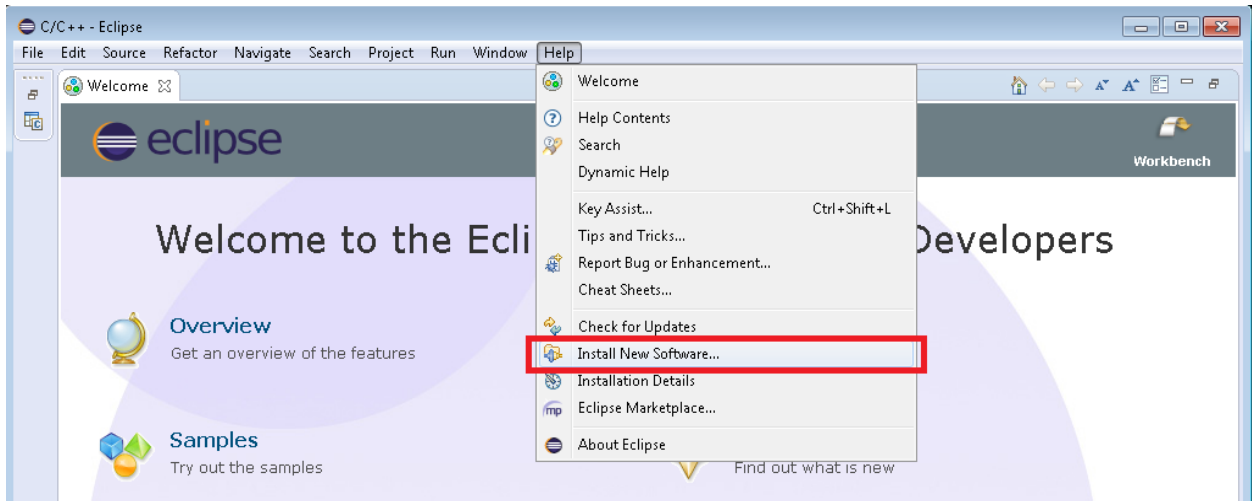 C/C++ - Eclipse
File Edit Source Refactor Navigate Search Project Run Window Help
Welcome
eclipse
Workbench
Welcome to the Ecli
Developers
Overview
Get an overview of the features
Samples
Try out the samples
Find out what is new
Welcome
Help Contents
Search
Dynamic Help
Key Assist... Ctrl+Shift+L
Tips and Tricks...
Report Bug or Enhancement...
Cheat Sheets...
Check for Updates
Install New Software...
Installation Details
mp Eclipse Marketplace...
About Eclipse